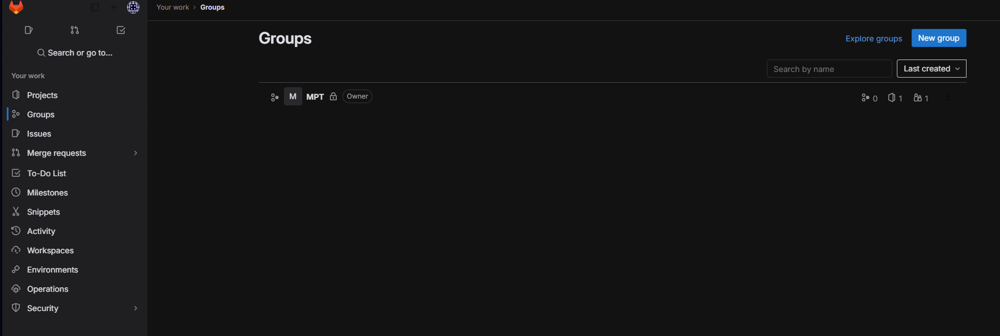 Your work › Groups
Search or go to...
Your work
Projects
Groups
Issues
Merge requests
To-Do List
Milestones
Snippets
Activity
Workspaces
Environments
Operations
Security
Groups
Explore groups
New group
Search by name
Last created
M MPT Owner
0 1 1